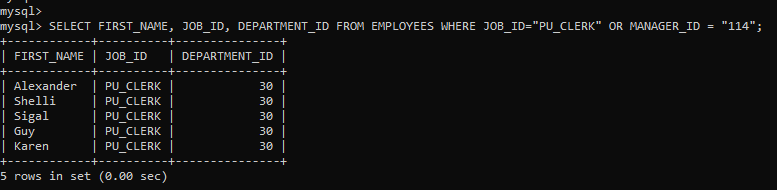 mysql>
mysql> SELECT FIRST_NAME, JOB_ID, DEPARTMENT_ID FROM EMPLOYEES WHERE JOB_ID="PU_CLERK" OR MANAGER_ID = "114";
+------------+----------+---------------+
| FIRST_NAME | JOB_ID   | DEPARTMENT_ID |
+------------+----------+---------------+
| Alexander  | PU_CLERK |            30 |
| Shelli     | PU_CLERK |            30 |
| Sigal      | PU_CLERK |            30 |
| Guy        | PU_CLERK |            30 |
| Karen      | PU_CLERK |            30 |
+------------+----------+---------------+
5 rows in set (0.00 sec)